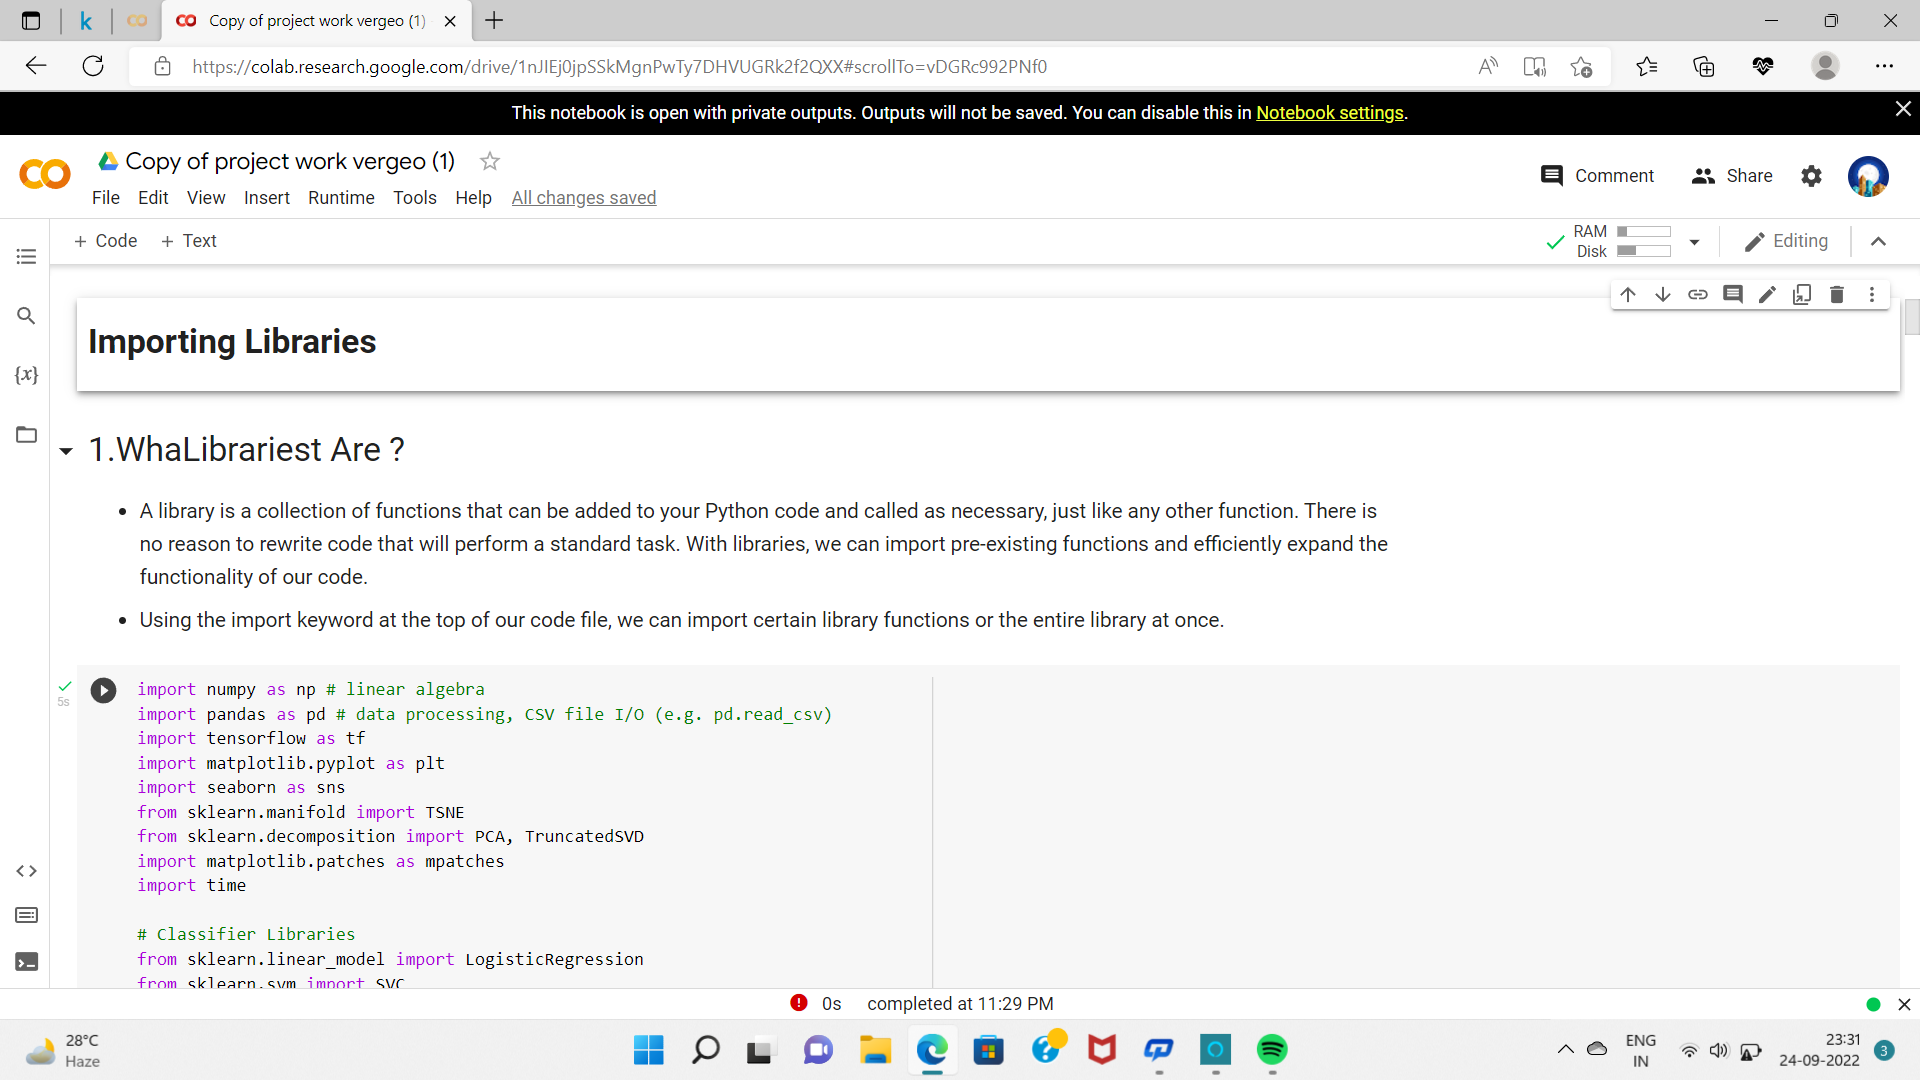 Copy of project work vergeo (1)
https://colab.research.google.com/drive/1nJIEj0jpSSkMgnPwTy7DHVUGRk2f2QXX#scrollTo=vDGRc992PNf0
This notebook is open with private outputs. Outputs will not be saved. You can disable this in Notebook settings.
Copy of project work vergeo (1)
Comment Share
File Edit View Insert Runtime Tools Help All changes saved
+ Code + Text
RAM
Disk
Editing
Importing Libraries
1.WhaLibrariest Are ?
• A library is a collection of functions that can be added to your Python code and called as necessary, just like any other function. There is
no reason to rewrite code that will perform a standard task. With libraries, we can import pre-existing functions and efficiently expand the
functionality of our code.
• Using the import keyword at the top of our code file, we can import certain library functions or the entire library at once.
5s
import numpy as np # linear algebra
import pandas as pd # data processing, CSV file I/O (e.g. pd.read_csv)
import tensorflow as tf
import matplotlib.pyplot as plt
import seaborn as sns
from sklearn.manifold import TSNE
from sklearn.decomposition import PCA, TruncatedSVD
import matplotlib.patches as mpatches
import time
# Classifier Libraries
from sklearn.linear_model import LogisticRegression
from sklearn.svm import SVC
0s completed at 11:29 PM
28°C
Haze
ENG
IN
23:31
24-09-2022
3